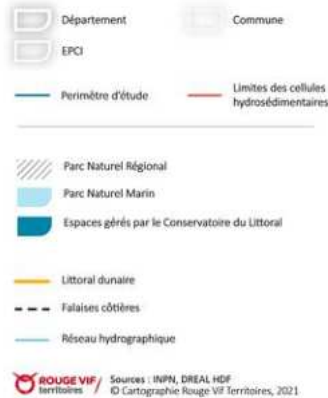 Département
Commune
EPCI
Perimètre d'étude
Limites des cellules
hydrosédimentaires
Parc Naturel Régional
Parc Naturel Marin
Espaces gérés par le Conservatoire du Littoral
Littoral dunaire
Falaises côtières
Réseau hydrographique
ROUGE VIF
territoires
Sources : INPN, DREAL HDF
© Cartographie Rouge Vif Territoires, 2021